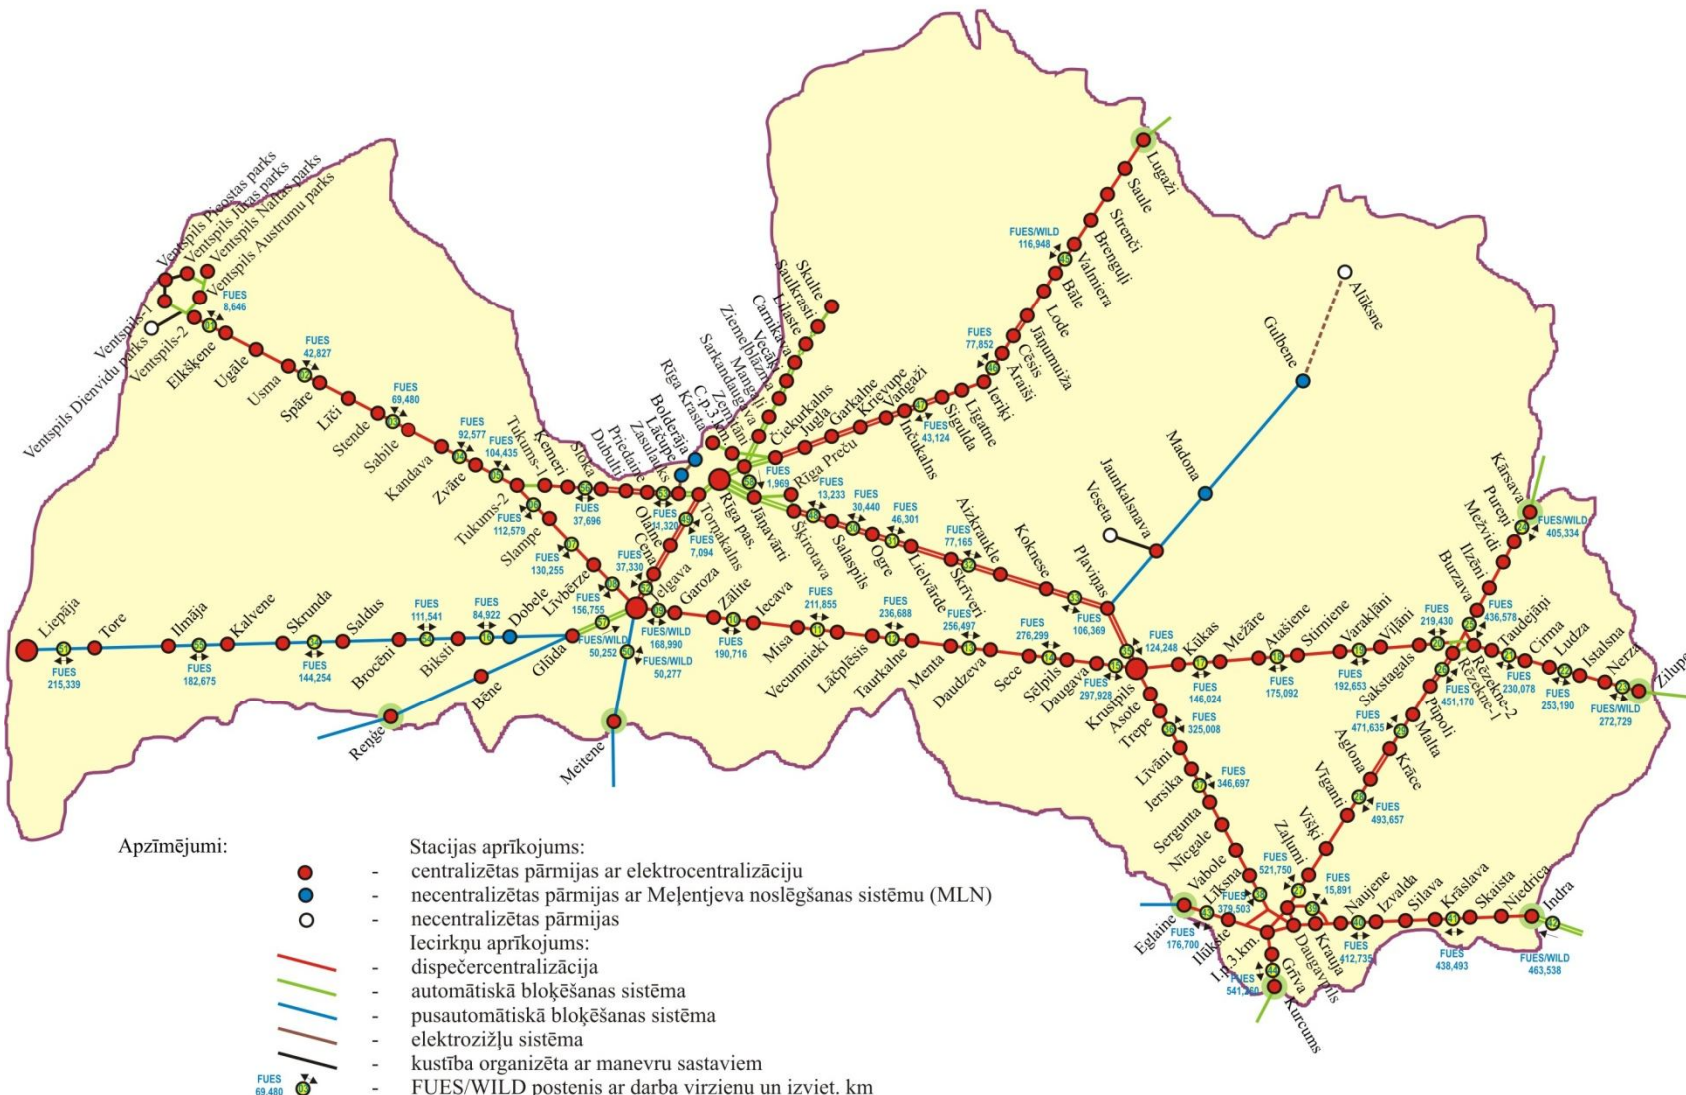 Ventspils Pieostas parks
Ventspils Jūras parks
Ventspils Naftas parks
Ventspils Austrumu parks
Ventspils-1
Ventspils Dienvidu parks
Ventspils-2
FUES
8,646
Elkšķene
Ugāle
Usma
FUES
42,827
Spāre
Līči
Stende
FUES
69,480
Sabile
Kandava
FUES
92,577
Zvāre
FUES
104,435
Tukums-2
Tukums-1
Ķemeri
Sloka
FUES
37,696
Dubulti
Priedaine
Zasulauks
Lāčupe
Bolderāja
Rīga Krasta
C.p.3.km.
Zemitāni
Sarkandaugava
Mangaļi
Ziemeļblāzma
Vecāķi
Carnikava
Lilaste
Saulkrasti
Skulte
Čiekurkalns
Jugla
Garkalne
Krievupe
Vangaži
Inčukalns
FUES
43,124
Sigulda
Līgatne
Ieriķi
FUES
77,852
Āraiši
Cēsis
Jāņumuiža
Lode
Bāle
FUES/WILD
116,948
Valmiera
Brenguļi
Strenči
Saule
Lugaži
Alūksne
Gulbene
Madona
Jaunkalsnava
Veseta
FUES
112,579
Slampe
FUES
130,255
Līvbērze
FUES
156,755
Olaine
Cena
FUES
37,330
FUES
7,094
Torņakalns
Rīga pas.
FUES
1,969
Jāņavārti
Rīga Preču
Šķirotava
FUES
13,233
Salaspils
FUES
30,440
Ogre
FUES
46,301
Lielvārde
FUES
77,165
Skrīveri
Aizkraukle
Koknese
Pļaviņas
FUES
106,369
FUES
124,248
Jelgava
FUES/WILD
168,990
Garoza
Zālīte
FUES
190,716
Iecava
Misa
FUES
211,855
Vecumnieki
Lāčplēsis
FUES
236,688
Taurkalne
Menta
FUES
256,497
Daudzeva
Sece
FUES
276,299
Sēlpils
Daugava
FUES
297,928
Krustpils
Liepāja
FUES
215,339
Tore
Ilmāja
FUES
182,675
Kalvene
Skrunda
FUES
144,254
Saldus
Brocēni
FUES
111,541
Biksti
FUES
84,922
Dobele
Glūda
FUES/WILD
50,252
FUES/WILD
50,277
Bēne
Reņģe
Meitene
Kūkas
FUES
146,024
Mežāre
Atašiene
FUES
175,092
Stirniene
Varakļāni
FUES
192,653
Viļāni
Sakstagals
FUES
219,430
Rēzekne-1
Rēzekne-2
FUES
436,578
Burzava
Ilzēni
Mežvidi
Pureņi
Kārsava
FUES/WILD
405,334
Taudejāņi
FUES
230,078
Cirma
Ludza
FUES
253,190
Istalsna
Nerza
FUES/WILD
272,729
Zilupe
FUES
451,170
Pūpoli
Malta
FUES
471,635
Krāce
Aglona
FUES
493,657
Vīganti
Višķi
Zaļumi
FUES
521,750
FUES
15,891
Asote
Trepe
FUES
325,008
Līvāni
Jersika
FUES
346,697
Sergunta
Nīcgale
Vabole
Līksna
FUES
379,503
Eglaine
FUES
176,700
Ilūkste
I.p.3.km.
Grīva
Daugavpils
Krauja
Kurcums
Naujene
FUES
412,735
Izvalda
Silava
Krāslava
FUES
438,493
Skaista
Niedrica
Indra
FUES/WILD
463,538
Apzīmējumi:
Stacijas aprīkojums:
- centralizētas pārmijas ar elektrocentralizāciju
- necentralizētas pārmijas ar Meļentjeva noslēgšanas sistēmu (MLN)
- necentralizētas pārmijas
Iecirkņu aprīkojums:
- dispečercentralizācija
- automātiskā bloķēšanas sistēma
- pusautomātiskā bloķēšanas sistēma
- elektrozižļu sistēma
- kustība organizēta ar manevru sastaviem
FUES
69,480 03 - FUES/WILD postenis ar darba virzienu un izviet. km